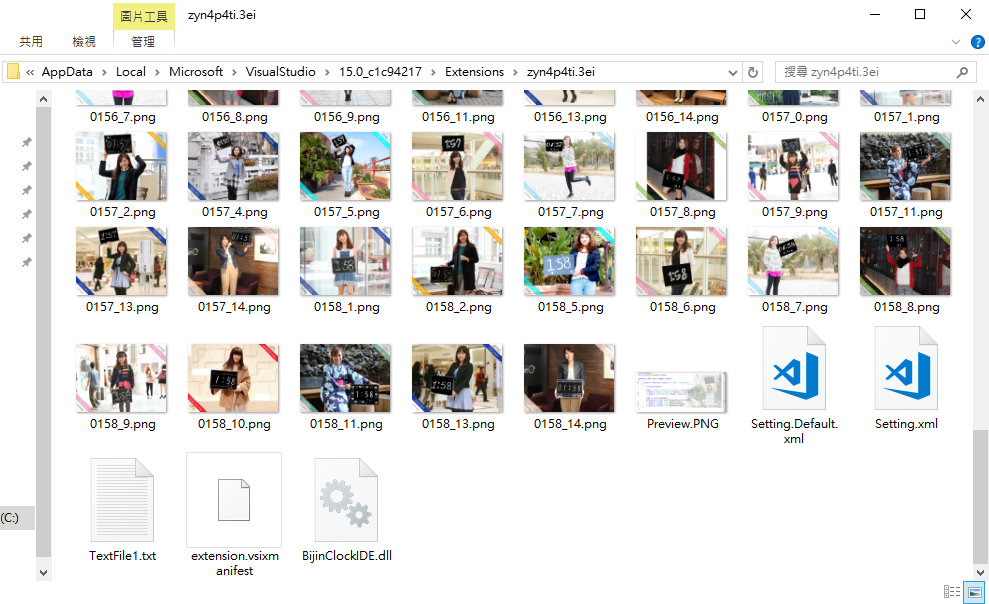 圖片工具 zyn4p4ti.3ei
共用 檢視 管理
« AppData › Local › Microsoft › VisualStudio › 15.0_c1c94217 › Extensions › zyn4p4ti.3ei
搜尋 zyn4p4ti.3ei
0156_7.png 0156_8.png 0156_9.png 0156_11.png 0156_13.png 0156_14.png 0157_0.png 0157_1.png
0157_2.png 0157_4.png 0157_5.png 0157_6.png 0157_7.png 0157_8.png 0157_9.png 0157_11.png
0157_13.png 0157_14.png 0158_1.png 0158_2.png 0158_5.png 0158_6.png 0158_7.png 0158_8.png
0158_9.png 0158_10.png 0158_11.png 0158_13.png 0158_14.png Preview.PNG Setting.Default.xml Setting.xml
(C:)
TextFile1.txt extension.vsixmanifest BijinClockIDE.dll